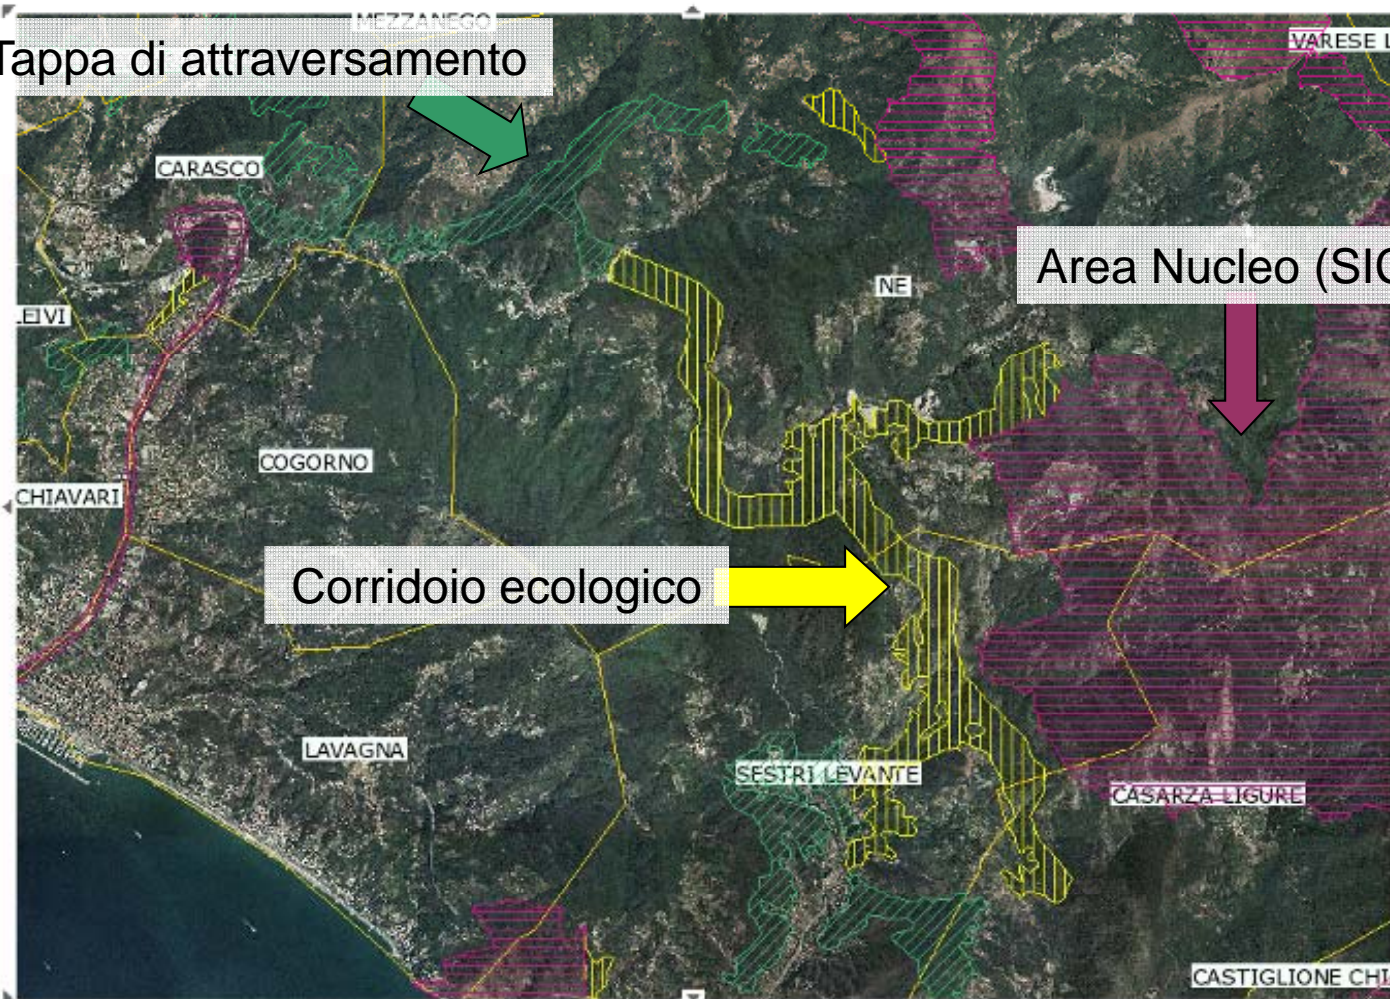 MEZZANEGO
VARESE L
Tappa di attraversamento
CARASCO
Area Nucleo (SIC
NE
LEIVI
COGORNO
CHIAVARI
Corridoio ecologico
LAVAGNA
SESTRI LEVANTE
CASARZA LIGURE
CASTIGLIONE CHI